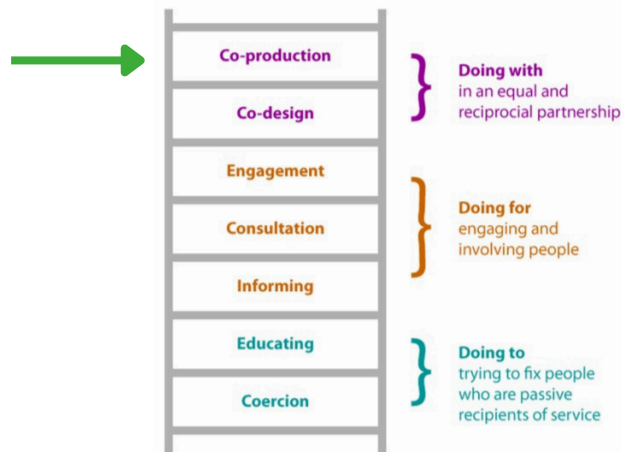 Co-production
Co-design
Doing with
in an equal and
reciprocial partnership
Engagement
Consultation
Informing
Doing for
engaging and
involving people
Educating
Coercion
Doing to
trying to fix people
who are passive
recipients of service